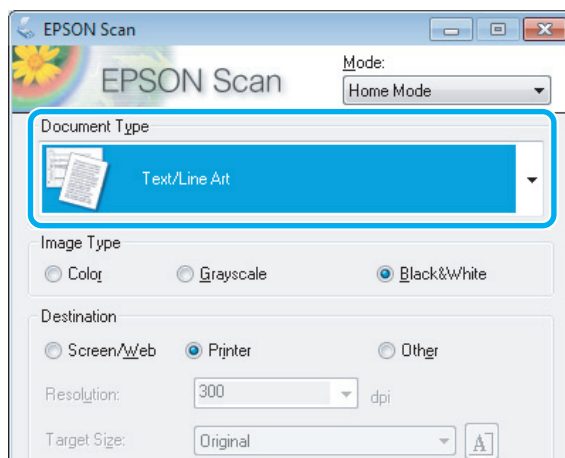 EPSON Scan
EPSON Scan
Mode:
Home Mode
Document Type
Text/Line Art
Image Type
Color Grayscale Black&White
Destination
Screen/Web Printer Other
Resolution: 300 dpi
Target Size: Original A